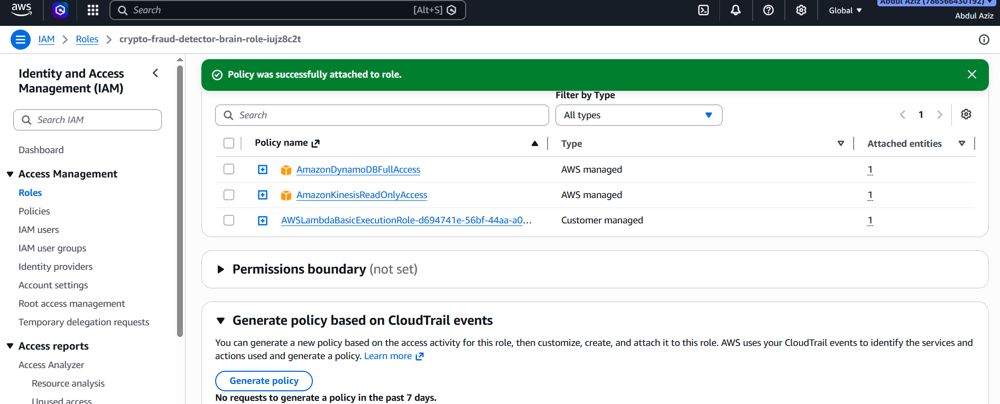 aws
Search
[Alt+S]
Global
Abdul Aziz (786566430192)
Abdul Aziz
IAM
Roles
crypto-fraud-detector-brain-role-iujz8c2t
Identity and Access
Management (IAM)
Search IAM
Dashboard
Access Management
Roles
Policies
IAM users
IAM user groups
Identity providers
Account settings
Root access management
Temporary delegation requests
Access reports
Access Analyzer
Resource analysis
Unused access
Policy was successfully attached to role.
Filter by Type
Search
All types
1
Policy name
Type
Attached entities
AmazonDynamoDBFullAccess
AWS managed
1
AmazonKinesisReadOnlyAccess
AWS managed
1
AWSLambdaBasicExecutionRole-d694741e-56bf-44aa-a0...
Customer managed
1
Permissions boundary (not set)
Generate policy based on CloudTrail events
You can generate a new policy based on the access activity for this role, then customize, create, and attach it to this role. AWS uses your CloudTrail events to identify the services and
actions used and generate a policy. Learn more
Generate policy
No requests to generate a policy in the past 7 days.